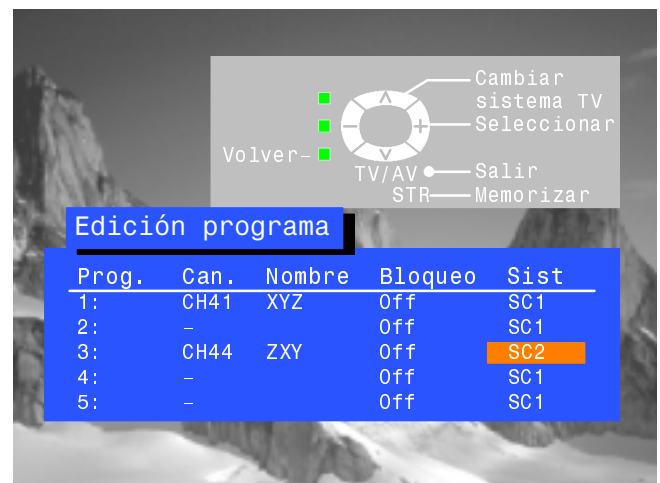 Cambiar
sistema TV
Seleccionar
Volver–
TV/AV Salir
STR Memorizar
Edición programa
Prog. Can. Nombre Bloqueo Sist
1: CH41 XYZ Off SC1
2: – Off SC1
3: CH44 ZXY Off SC2
4: – Off SC1
5: – Off SC1